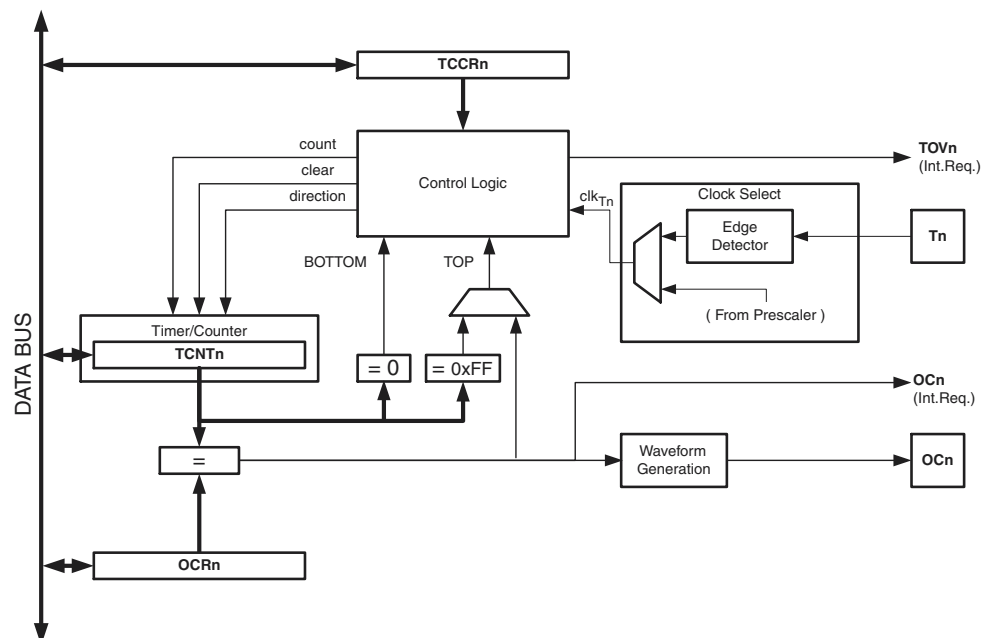 TCCRn
count
clear
direction
Control Logic
TOVn
(Int.Req.)
clkTn
Clock Select
Edge
Detector
Tn
( From Prescaler )
BOTTOM
TOP
Timer/Counter
TCNTn
= 0
= 0xFF
DATA BUS
OCn
(Int.Req.)
=
Waveform
Generation
OCn
OCRn